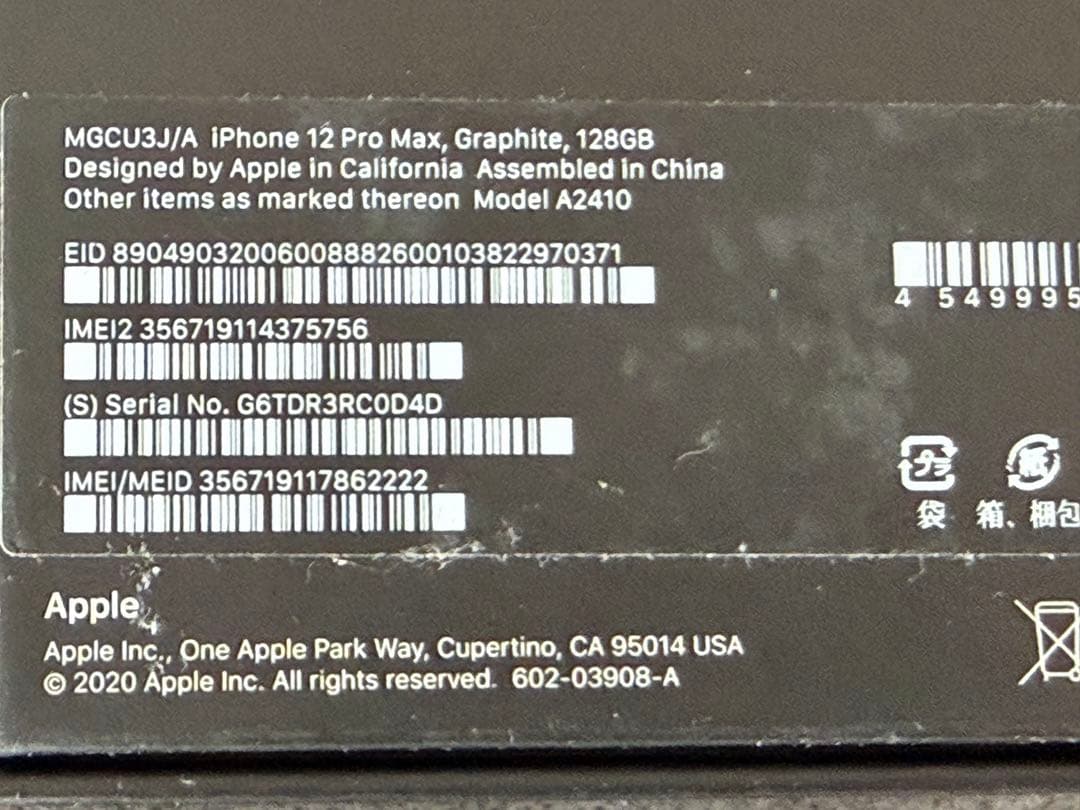 MGCU3J/A iPhone 12 Pro Max, Graphite, 128GB
Designed by Apple in California Assembled in China
Other items as marked thereon Model A2410
EID 89049032006008882600103822970371
4 549995
IMEI2 356719114375756
(S) Serial No. G6TDR3RC0D4D
プラ 紙
IMEI/MEID 356719117862222
袋 箱、梱包
Apple
Apple Inc., One Apple Park Way, Cupertino, CA 95014 USA
© 2020 Apple Inc. All rights reserved. 602-03908-A